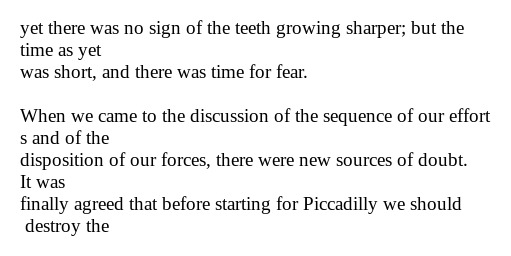 yet there was no sign of the teeth growing sharper; but the
time as yet
was short, and there was time for fear.

When we came to the discussion of the sequence of our effort
s and of the
disposition of our forces, there were new sources of doubt.
It was
finally agreed that before starting for Piccadilly we should
destroy the